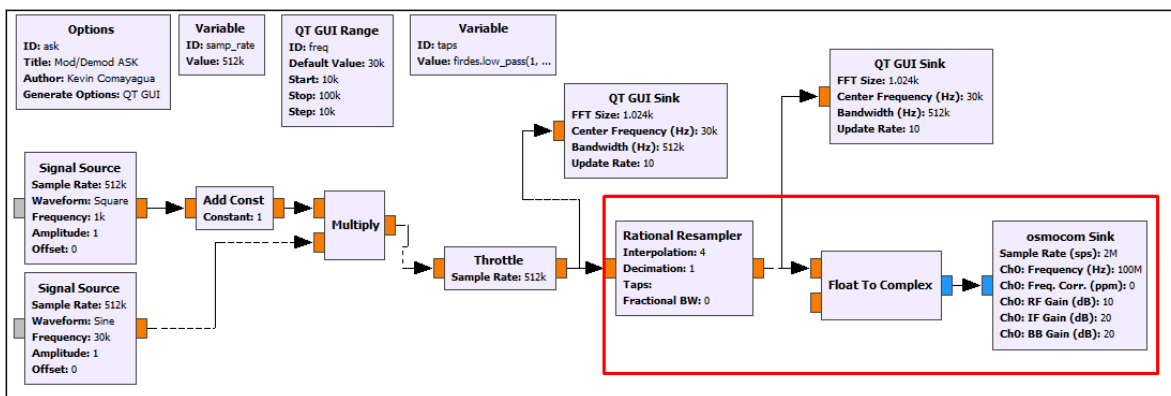 Options
ID: ask
Title: Mod/Demod ASK
Author: Kevin Comayagua
Generate Options: QT GUI
Variable
ID: samp_rate
Value: 512k
QT GUI Range
ID: freq
Default Value: 30k
Start: 10k
Stop: 100k
Step: 10k
Variable
ID: taps
Value: firdes.low_pass(1, ...
QT GUI Sink
FFT Size: 1.024k
Center Frequency (Hz): 30k
Bandwidth (Hz): 512k
Update Rate: 10
QT GUI Sink
FFT Size: 1.024k
Center Frequency (Hz): 30k
Bandwidth (Hz): 512k
Update Rate: 10
Signal Source
Sample Rate: 512k
Waveform: Square
Frequency: 1k
Amplitude: 1
Offset: 0
Add Const
Constant: 1
Multiply
Throttle
Sample Rate: 512k
Rational Resampler
Interpolation: 4
Decimation: 1
Taps:
Fractional BW: 0
Float To Complex
osmocom Sink
Sample Rate (sps): 2M
Ch0: Frequency (Hz): 100M
Ch0: Freq. Corr. (ppm): 0
Ch0: RF Gain (dB): 10
Ch0: IF Gain (dB): 20
Ch0: BB Gain (dB): 20
Signal Source
Sample Rate: 512k
Waveform: Sine
Frequency: 30k
Amplitude: 1
Offset: 0